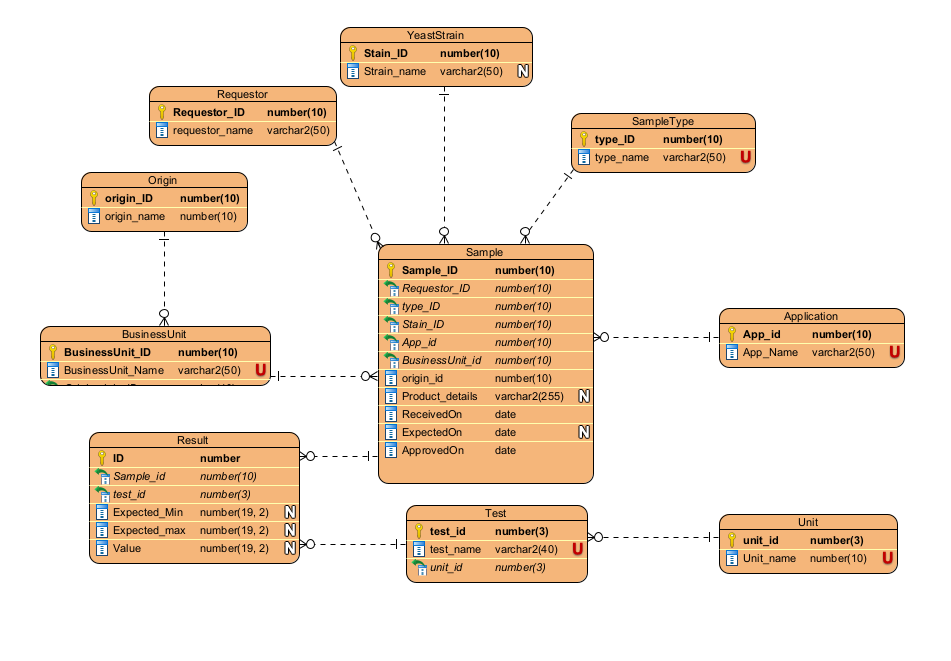 YeastStrain
Stain_ID number(10)
Strain_name varchar2(50) N
Requestor
Requestor_ID number(10)
requestor_name varchar2(50)
SampleType
type_ID number(10)
type_name varchar2(50) U
Origin
origin_ID number(10)
origin_name number(10)
Sample
Sample_ID number(10)
Requestor_ID number(10)
type_ID number(10)
Stain_ID number(10)
App_id number(10)
BusinessUnit_id number(10)
origin_id number(10)
Product_details varchar2(255) N
ReceivedOn date
ExpectedOn date N
ApprovedOn date
BusinessUnit
BusinessUnit_ID number(10)
BusinessUnit_Name varchar2(50) U
Application
App_id number(10)
App_Name varchar2(50) U
Result
ID number
Sample_id number(10)
test_id number(3)
Expected_Min number(19, 2) N
Expected_max number(19, 2) N
Value number(19, 2) N
Test
test_id number(3)
test_name varchar2(40) U
unit_id number(3)
Unit
unit_id number(3)
Unit_name number(10) U